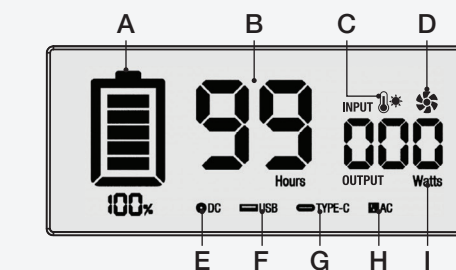 A B C D
99
INPUT
000
Hours
OUTPUT Watts
100%
DC USB TYPE-C AC
E F G H I